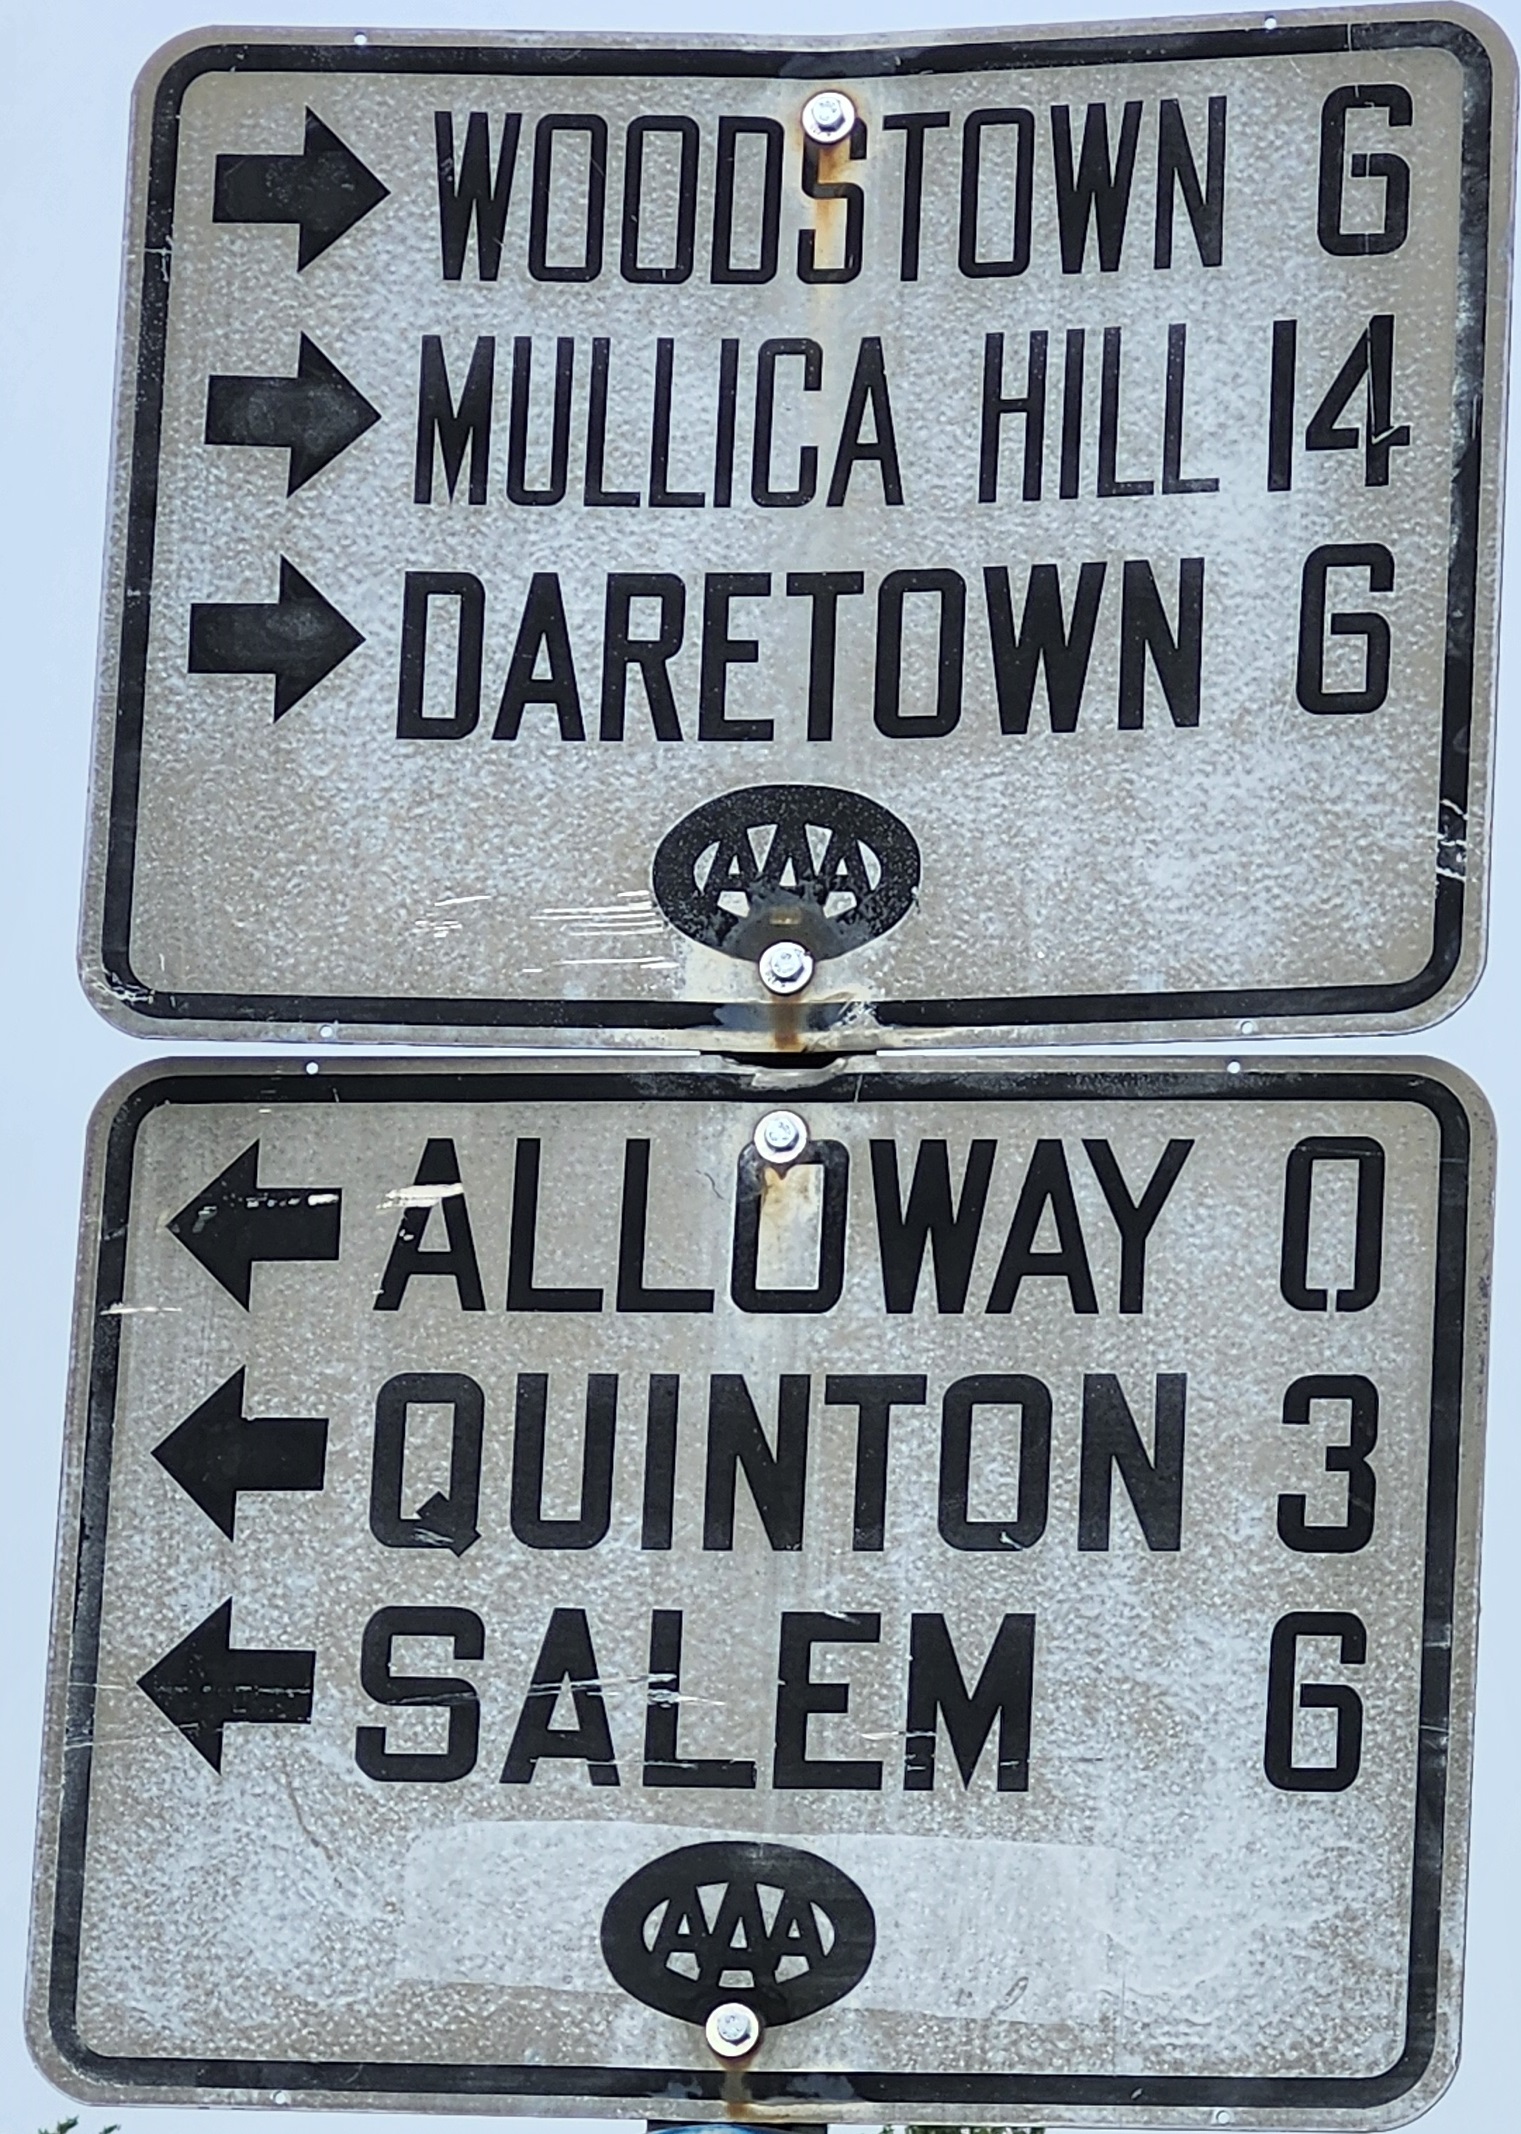 WOODSTOWN 6
MULLICA HILL 14
DARETOWN 6
AAA
ALLOWAY 0
QUINTON 3
SALEM 6
AAA